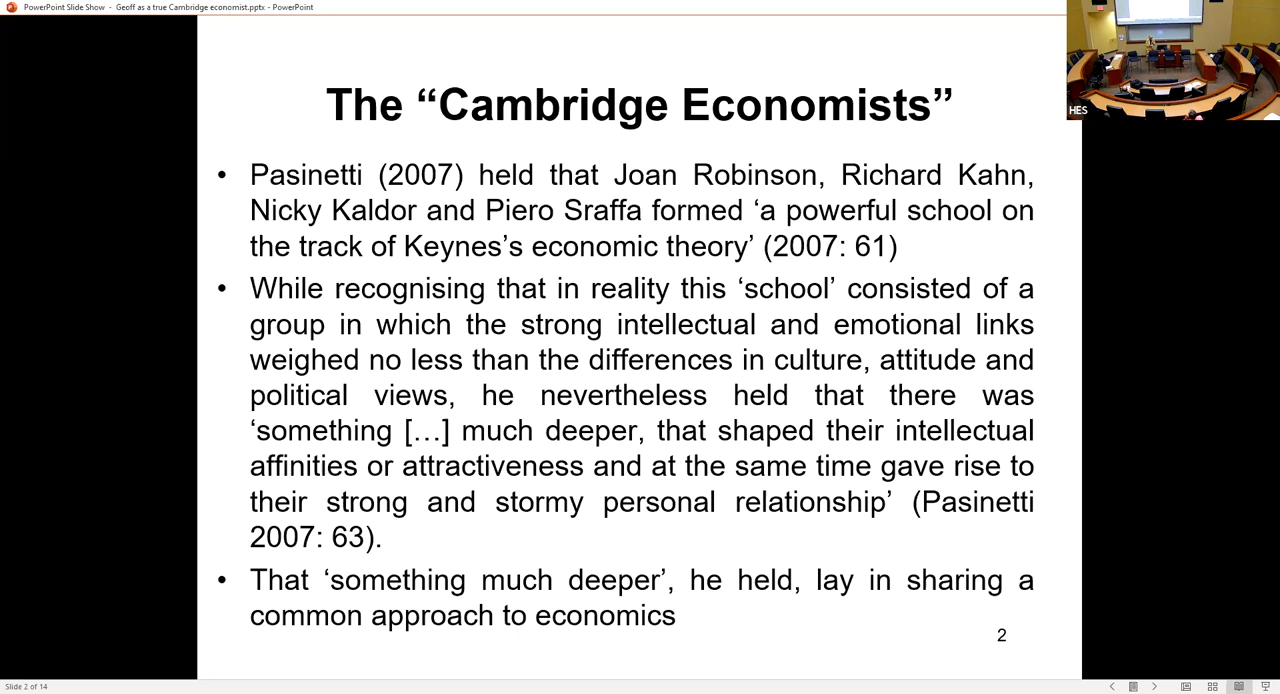 PowerPoint Slide Show - Geoff as a true Cambridge economist.pptx - PowerPoint
HES
The “Cambridge Economists”
• Pasinetti (2007) held that Joan Robinson, Richard Kahn,
Nicky Kaldor and Piero Sraffa formed ‘a powerful school on
the track of Keynes’s economic theory’ (2007: 61)
• While recognising that in reality this ‘school’ consisted of a
group in which the strong intellectual and emotional links
weighed no less than the differences in culture, attitude and
political views, he nevertheless held that there was
‘something […] much deeper, that shaped their intellectual
affinities or attractiveness and at the same time gave rise to
their strong and stormy personal relationship’ (Pasinetti
2007: 63).
• That ‘something much deeper’, he held, lay in sharing a
common approach to economics
2
Slide 2 of 14